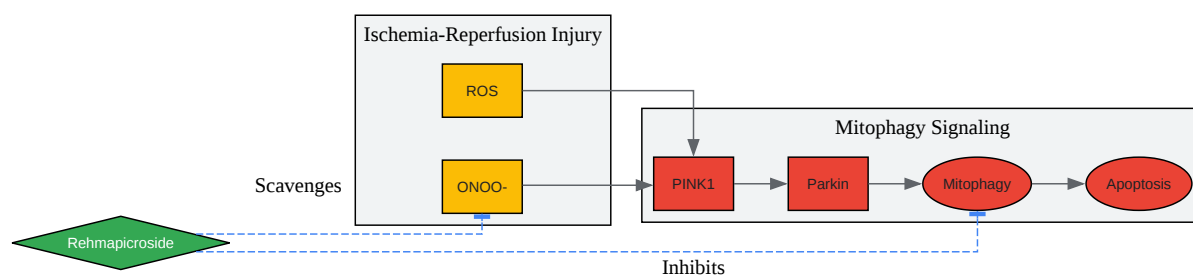 Ischemia-Reperfusion Injury
ROS
Mitophagy Signaling
ONOO-
PINK1
Parkin
Mitophagy
Apoptosis
Scavenges
Rehmapicroside
Inhibits